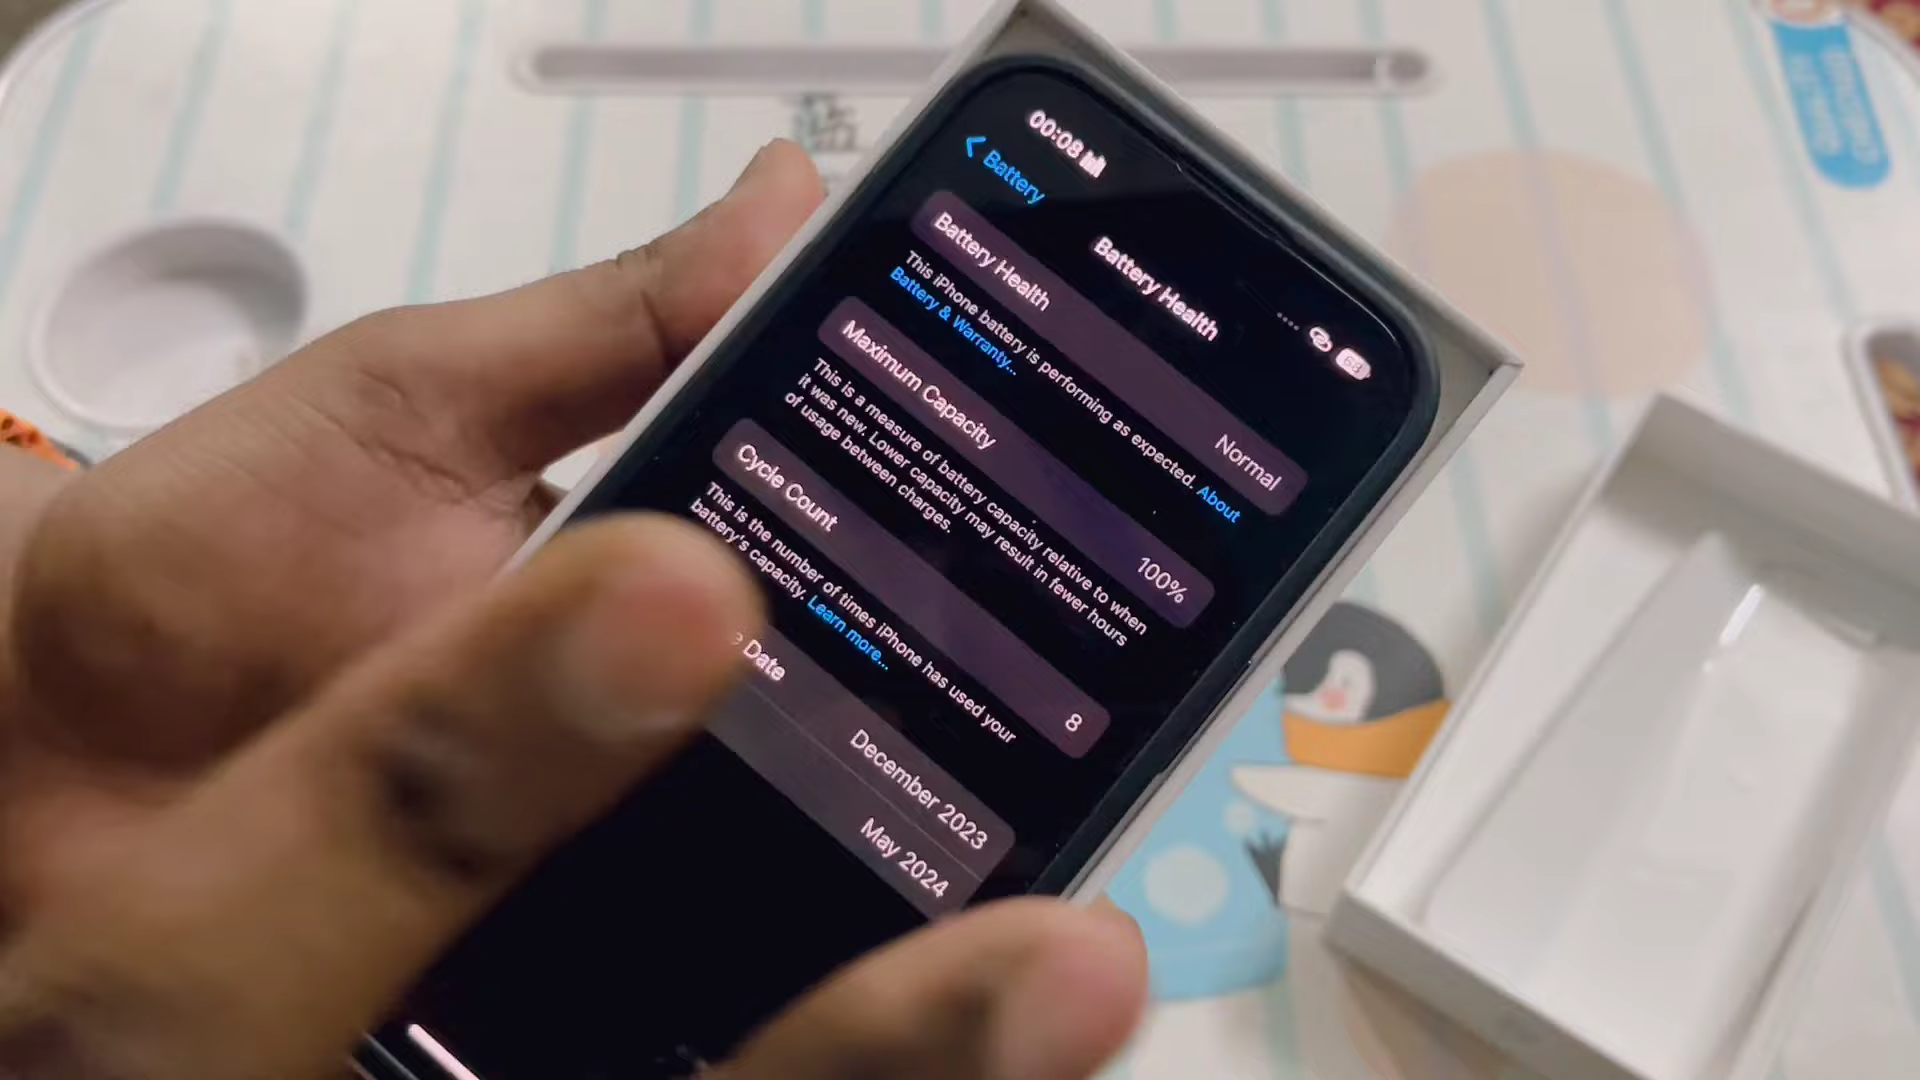 00:08
68
Battery
Battery Health
Battery Health
Normal
This iPhone battery is performing as expected. About
Battery & Warranty...
Maximum Capacity
100%
This is a measure of battery capacity relative to when
it was new. Lower capacity may result in fewer hours
of usage between charges.
Cycle Count
8
This is the number of times iPhone has used your
battery's capacity. Learn more...
Date
December 2023
May 2024